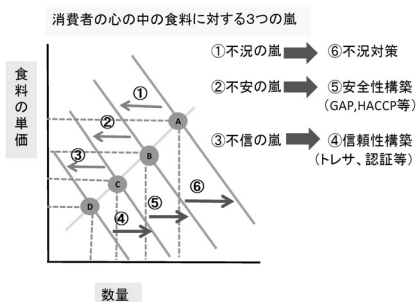 消費者の心の中の食料に対する3つの嵐
食料の単価
①
②
③
A
B
C
D
④
⑤
⑥
数量
①不況の嵐
⑥不況対策
②不安の嵐
⑤安全性構築
(GAP,HACCP等)
③不信の嵐
④信頼性構築
(トレサ、認証等)